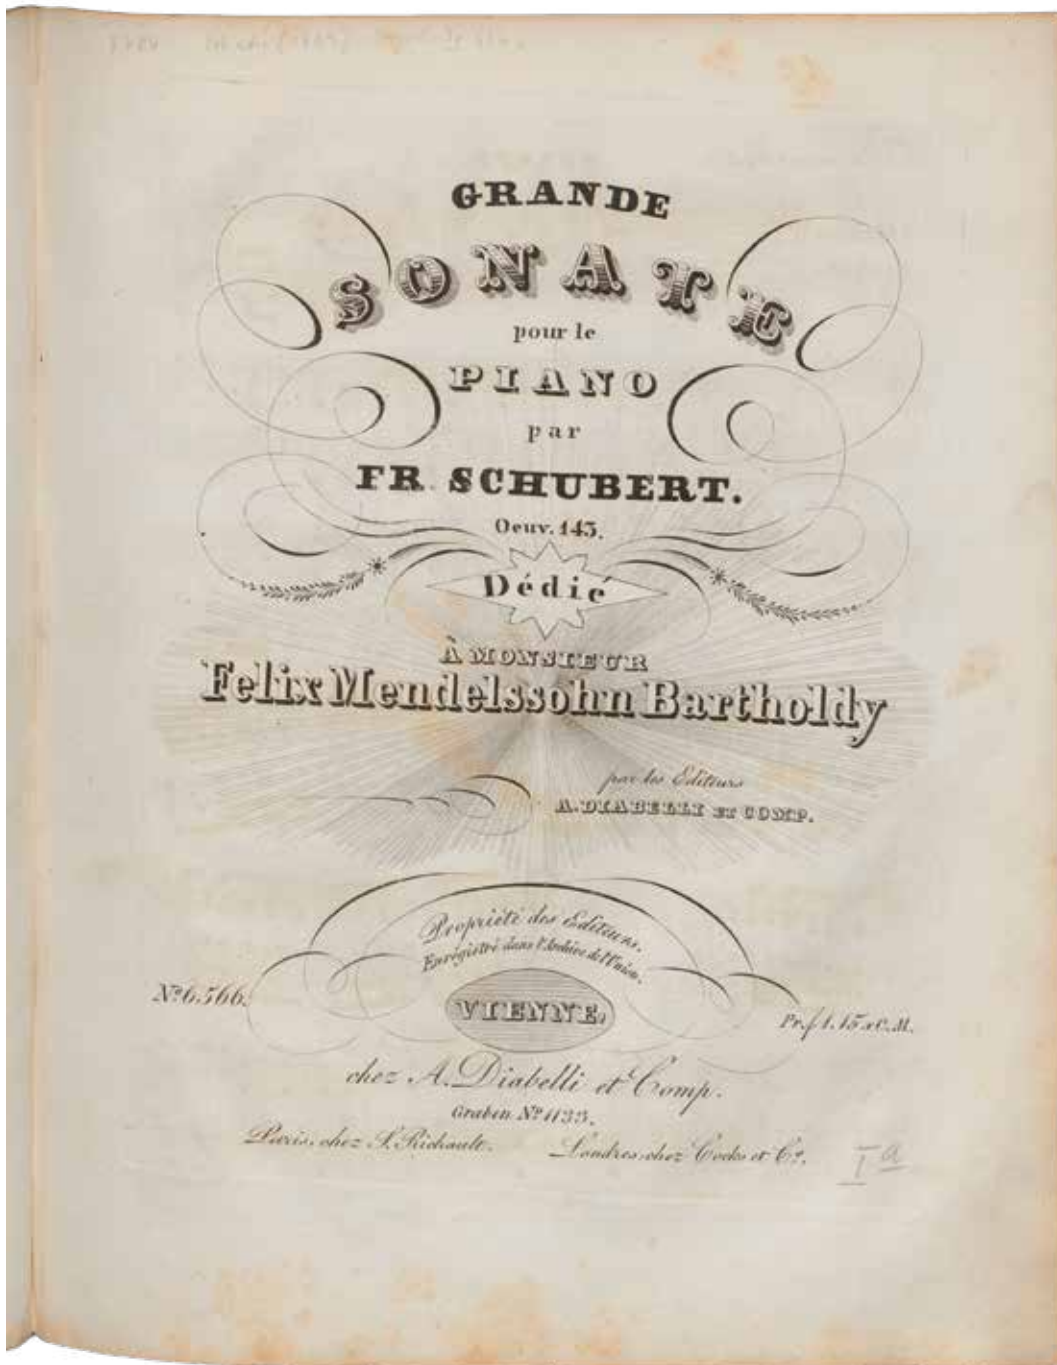 GRANDE
SONATE
pour le
PIANO
par
FR. SCHUBERT.
Oeuv. 143.
Dédié
À MONSIEUR
Felix Mendelssohn Bartholdy
par les Editeurs
A. DIABELLI ET COMP.
Propriété des Editeurs.
Enrégistré dans l'Archive de l'Union.
VIENNE,
Nº 6566.
Pr. f 1. 15 x C. M.
chez A. Diabelli et Comp.
Graben Nº 1133.
Paris, chez S. Richault.
Londres, chez Cocks et Cº.
I a